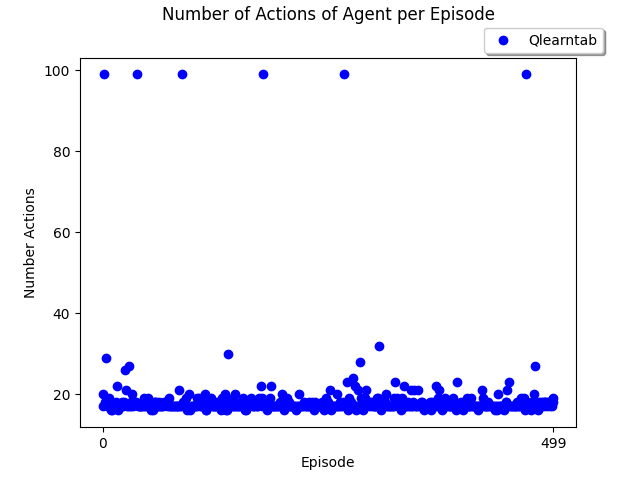 Number of Actions of Agent per Episode
Qlearntab
100
80
60
40
20
Number Actions
0
499
Episode